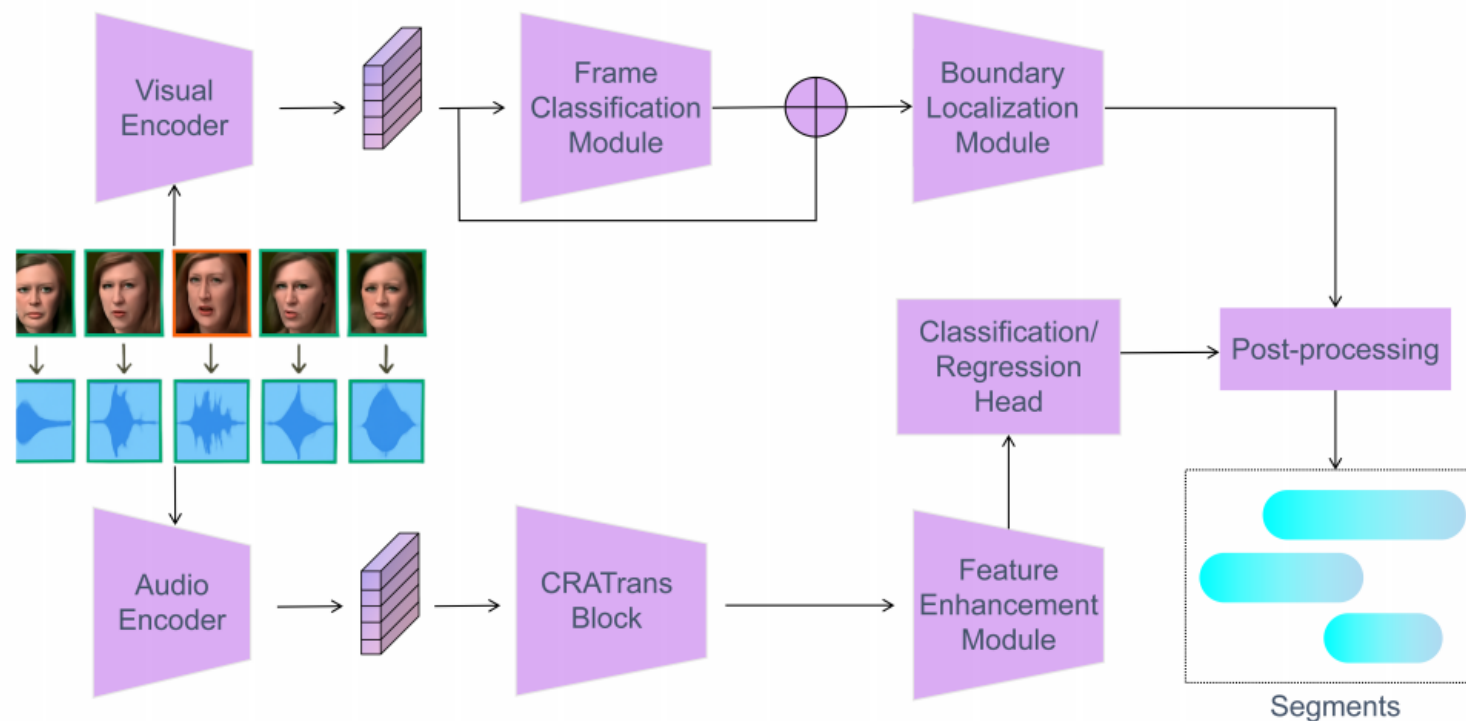 Visual
Encoder
Frame
Classification
Module
Boundary
Localization
Module
Classification/
Regression
Head
Post-processing
Audio
Encoder
CRATrans
Block
Feature
Enhancement
Module
Segments